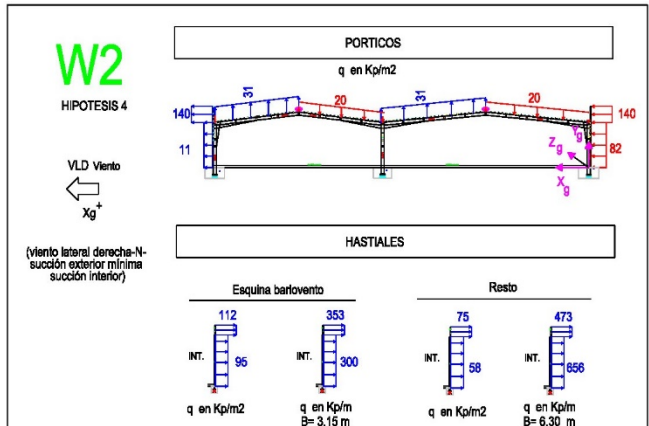 W2
HIPOTESIS 4
VLD Viento
Xg+
(viento lateral derecha-N-
succión exterior mínima
succión interior)
PORTICOS
q en Kp/m2
140
31
20
31
20
140
11
82
Yg
Zg
Xg
HASTIALES
Esquina barlovento
Resto
112
353
75
473
INT.
95
INT.
300
INT.
58
INT.
656
q en Kp/m2
q en Kp/m
B= 3.15 m
q en Kp/m2
q en Kp/m
B= 6.30 m